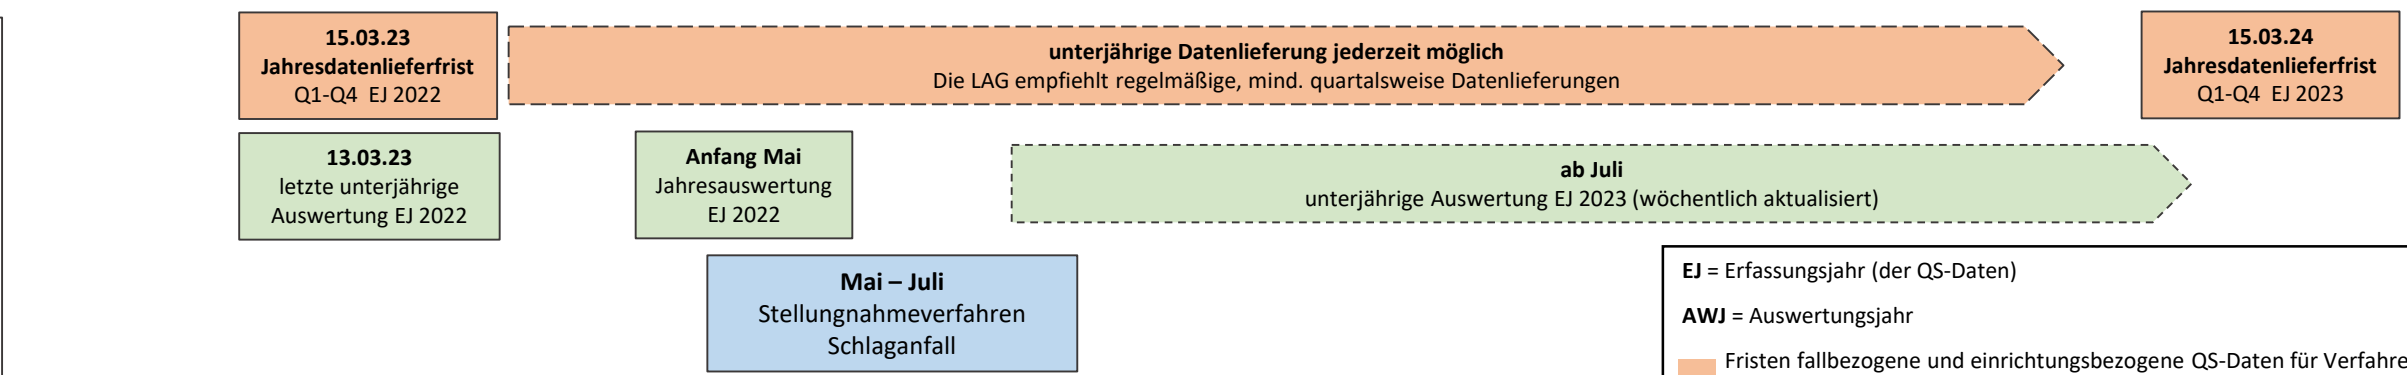 15.03.23
Jahresdatenlieferfrist
Q1-Q4 EJ 2022
unterjährige Datenlieferung jederzeit möglich
Die LAG empfiehlt regelmäßige, mind. quartalsweise Datenlieferungen
15.03.24
Jahresdatenlieferfrist
Q1-Q4 EJ 2023
13.03.23
letzte unterjährige
Auswertung EJ 2022
Anfang Mai
Jahresauswertung
EJ 2022
ab Juli
unterjährige Auswertung EJ 2023 (wöchentlich aktualisiert)
Mai – Juli
Stellungnahmeverfahren
Schlaganfall
EJ = Erfassungsjahr (der QS-Daten)
AWJ = Auswertungsjahr
Fristen fallbezogene und einrichtungsbezogene QS-Daten für Verfahre